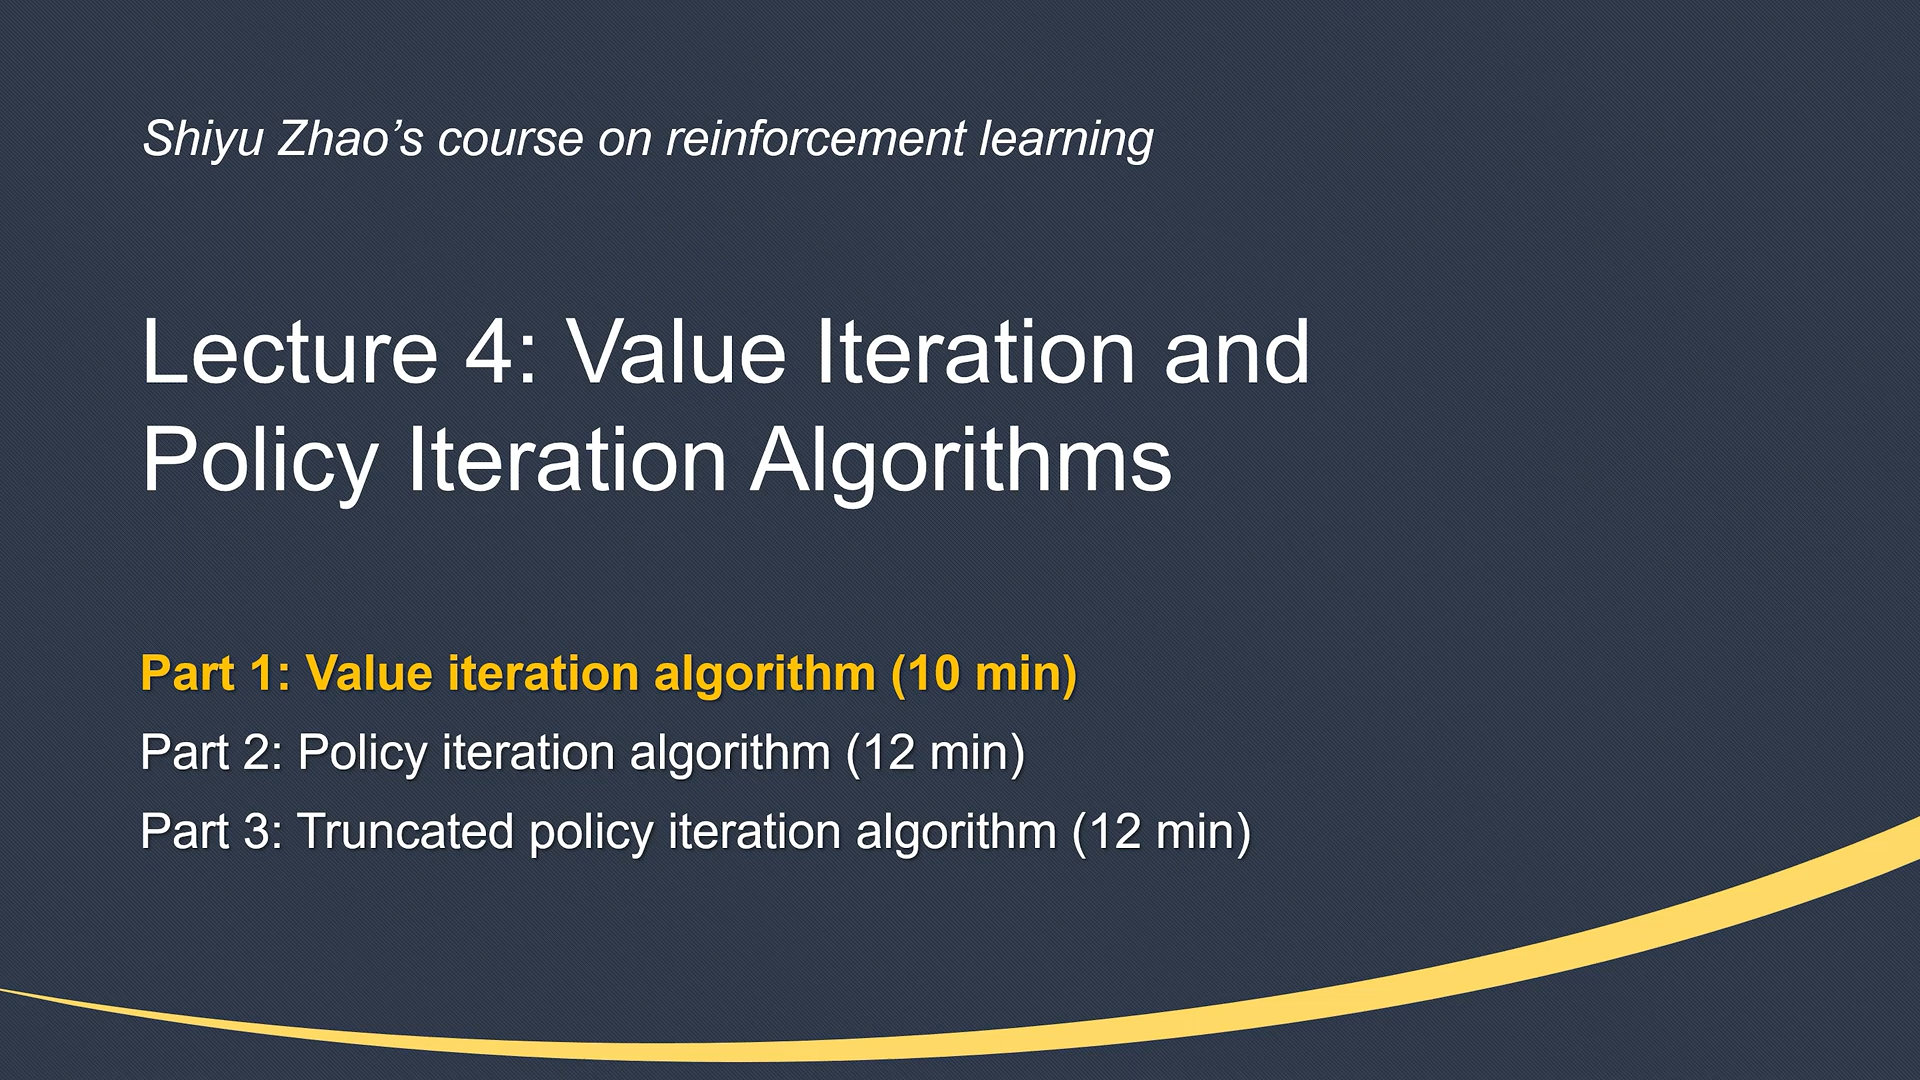 Shiyu Zhao’s course on reinforcement learning
Lecture 4: Value Iteration and
Policy Iteration Algorithms
Part 1: Value iteration algorithm (10 min)
Part 2: Policy iteration algorithm (12 min)
Part 3: Truncated policy iteration algorithm (12 min)